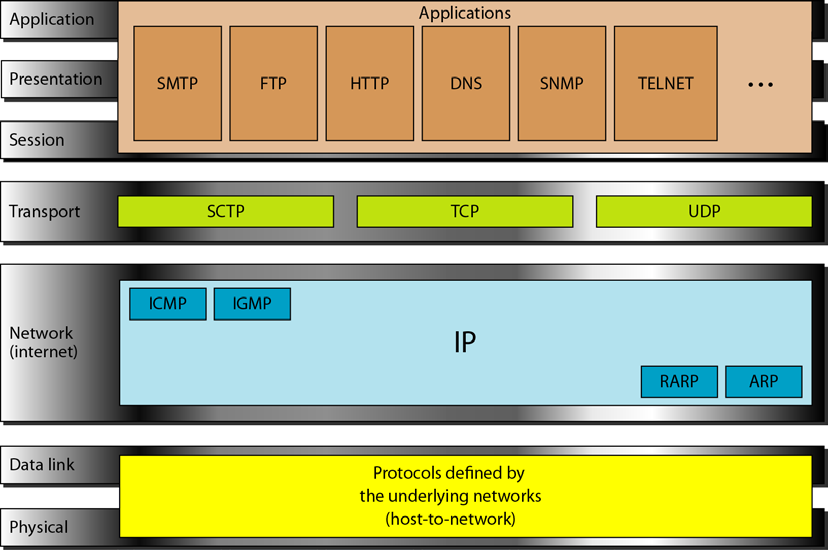 Application
Applications
Presentation
SMTP
FTP
HTTP
DNS
SNMP
TELNET
...
Session
Transport
SCTP
TCP
UDP
ICMP
IGMP
Network
(internet)
IP
RARP
ARP
Data link
Protocols defined by
the underlying networks
(host-to-network)
Physical